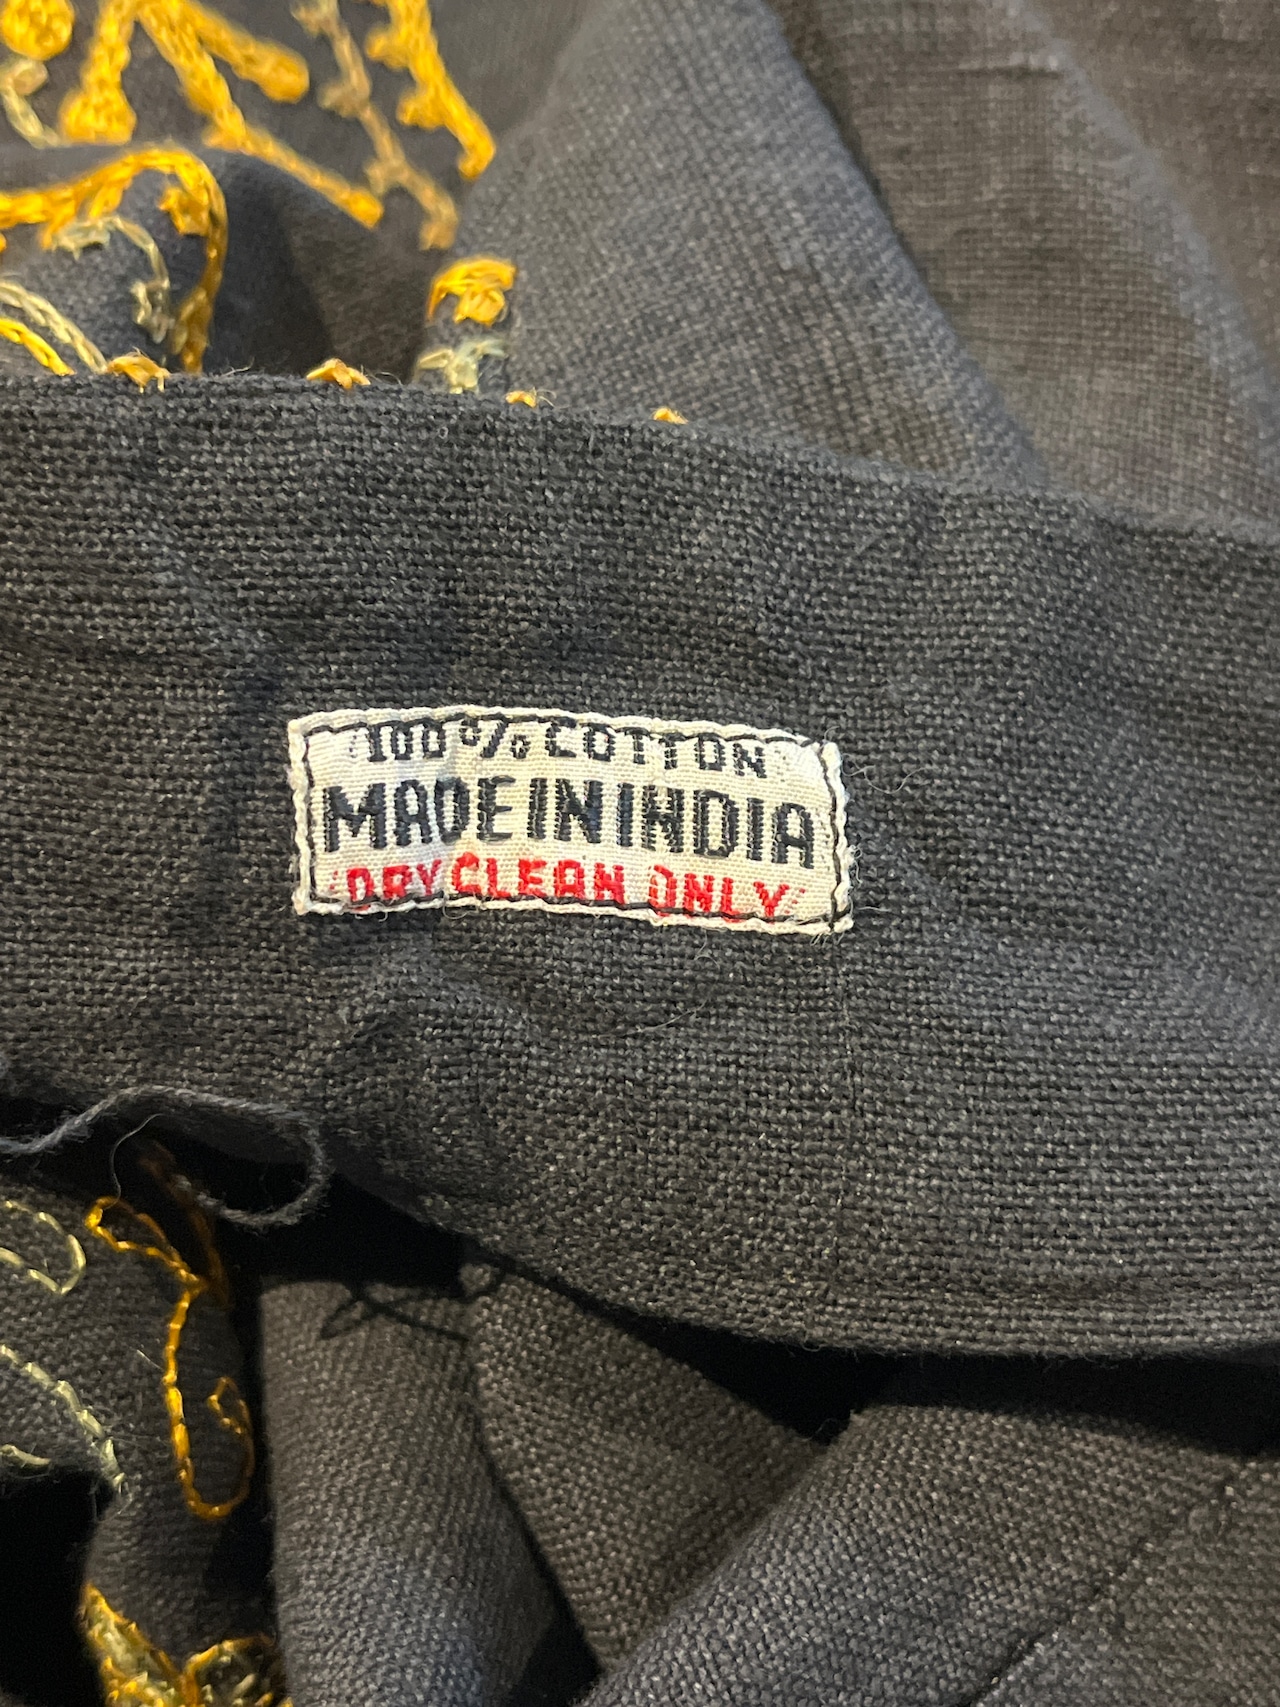 100% COTTON
MADE IN INDIA
DRY CLEAN ONLY